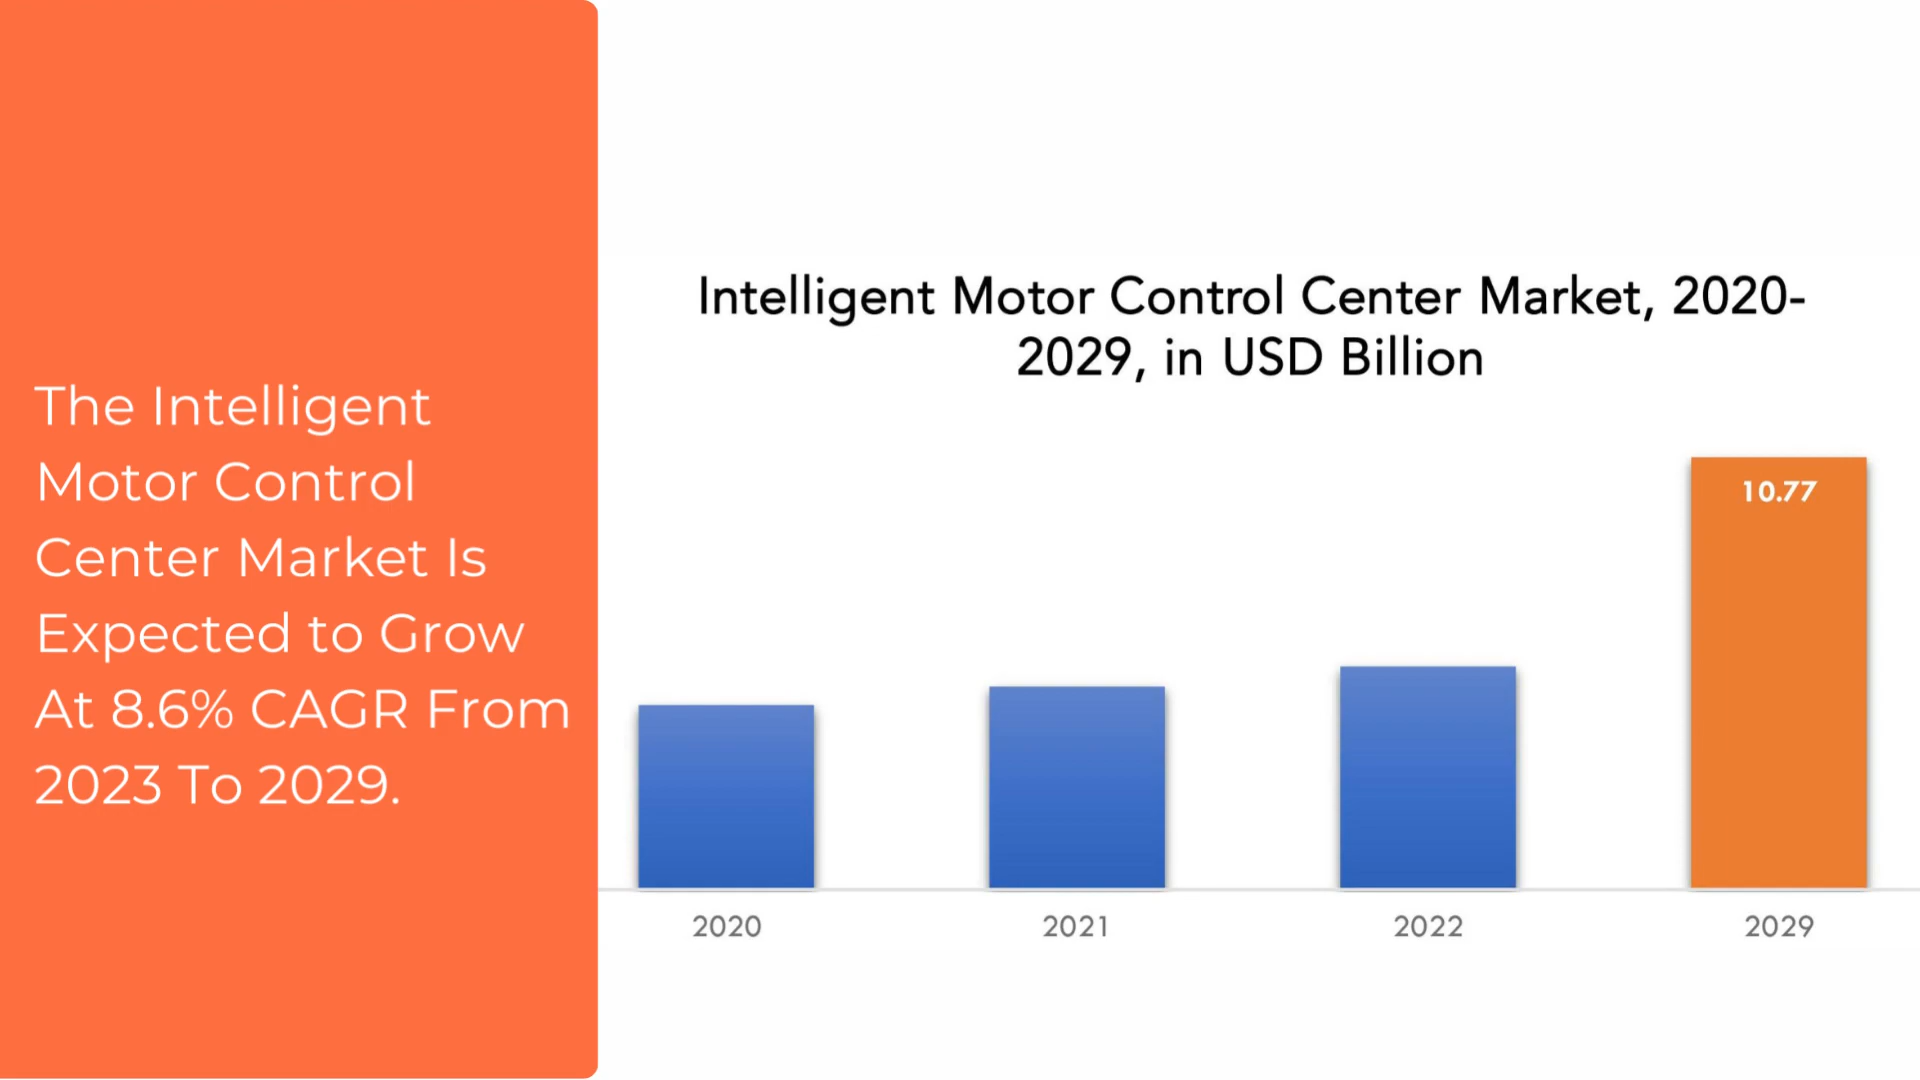 The Intelligent
Motor Control
Center Market Is
Expected to Grow
At 8.6% CAGR From
2023 To 2029.
Intelligent Motor Control Center Market, 2020-
2029, in USD Billion
10.77
2020
2021
2022
2029